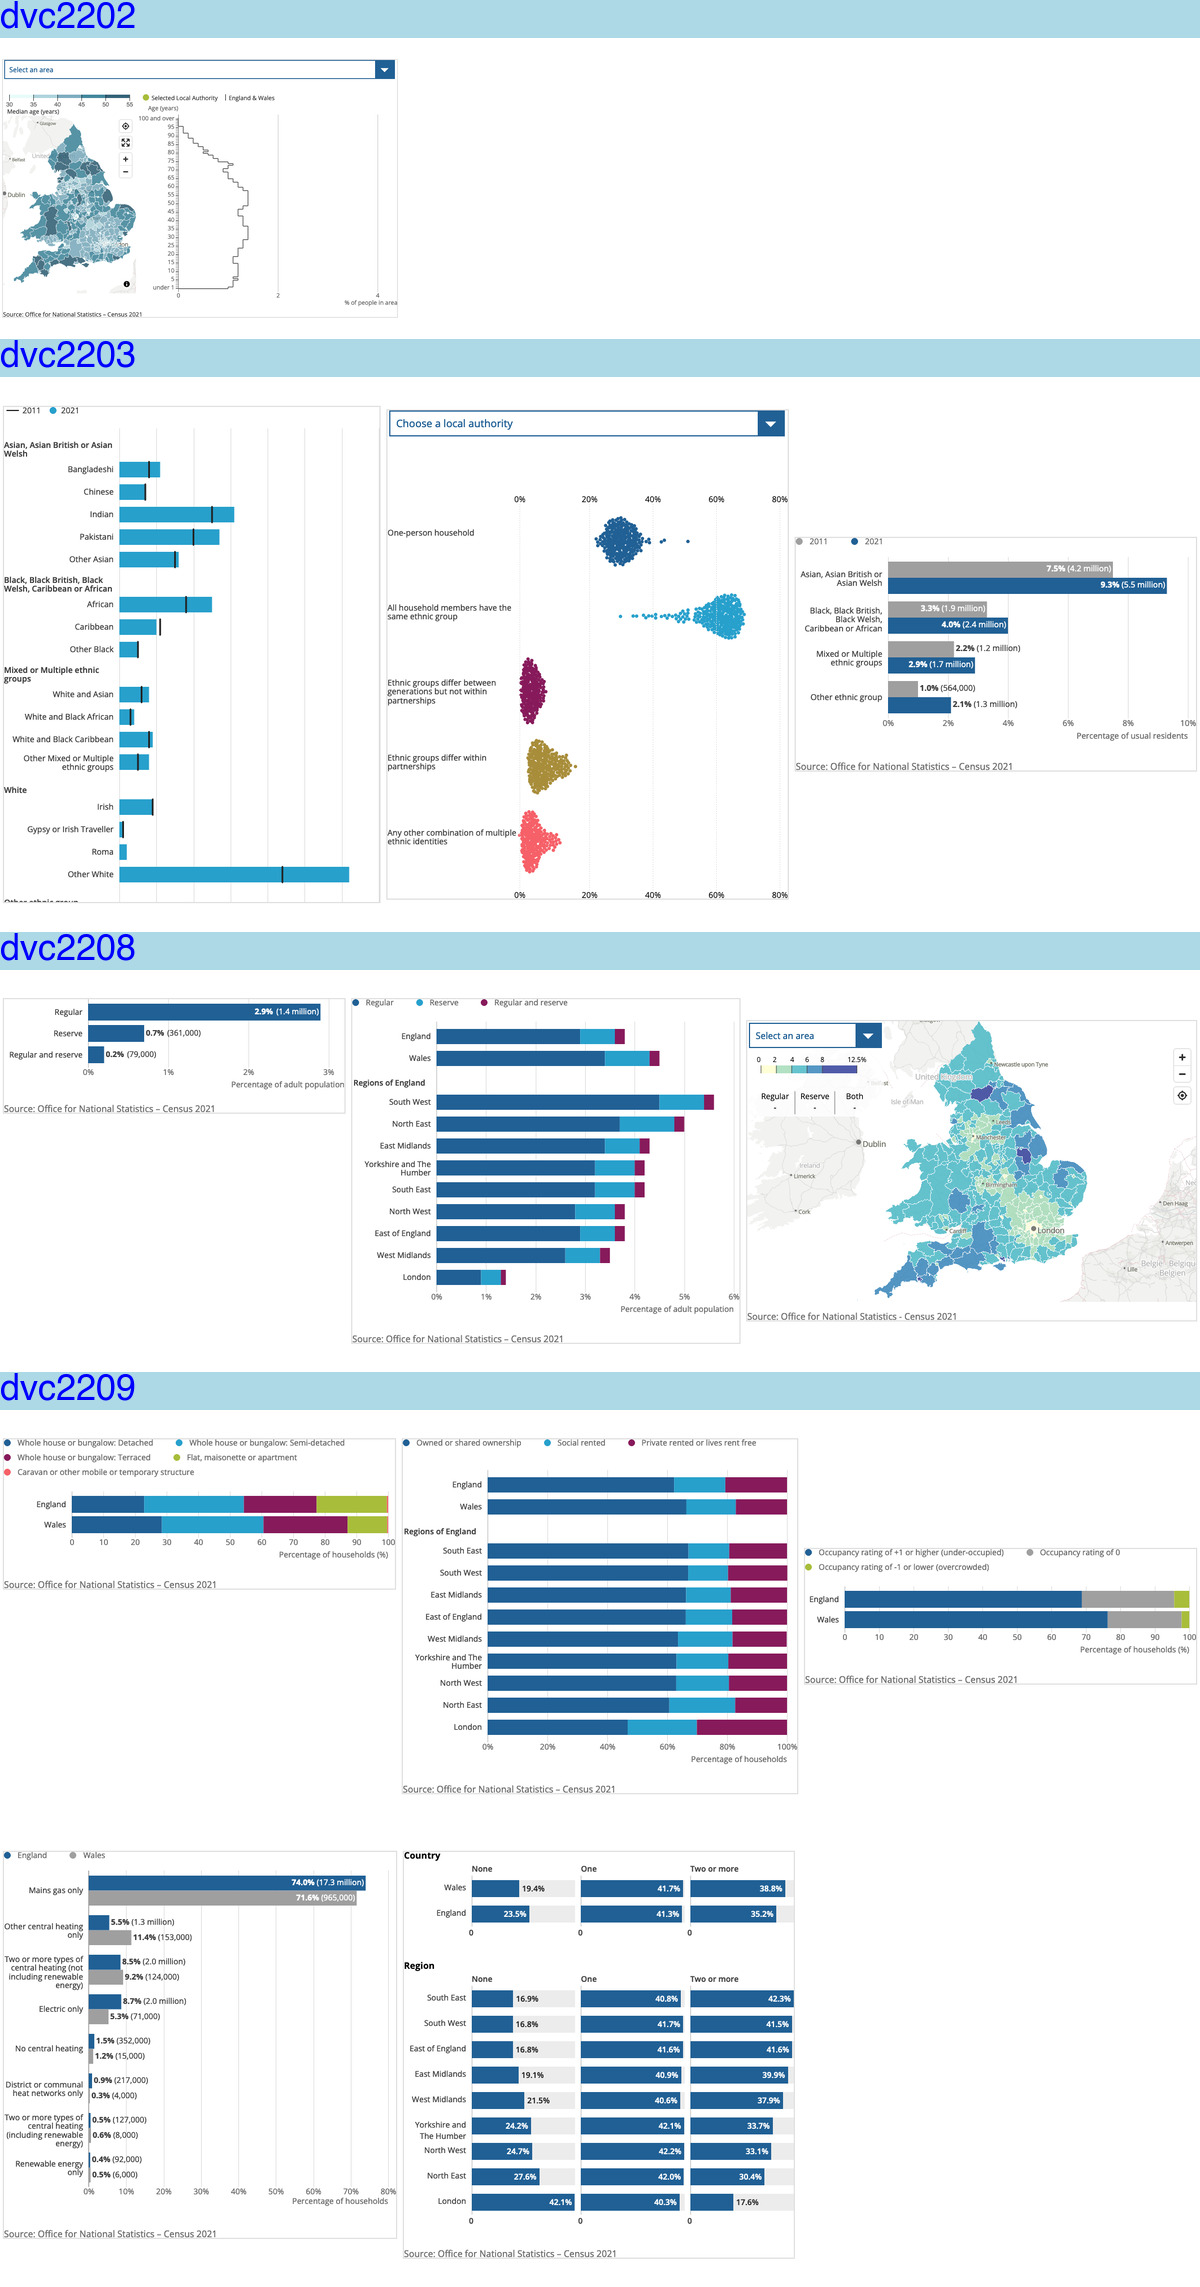 dvc2202
Select an area
30 35 40 45 50 55
Median age (years)
Selected Local Authority England & Wales
Age (years)
100 and over
95
90
85
80
75
70
65
60
55
50
45
40
35
30
25
20
15
10
5
under 1
0 2 4
% of people in area
Glasgow
Belfast
Dublin
Source: Office for National Statistics – Census 2021
dvc2203
2011 2021
Asian, Asian British or Asian
Welsh
Bangladeshi
Chinese
Indian
Pakistani
Other Asian
Black, Black British, Black
Welsh, Caribbean or African
African
Caribbean
Other Black
Mixed or Multiple ethnic
groups
White and Asian
White and Black African
White and Black Caribbean
Other Mixed or Multiple
ethnic groups
White
Irish
Gypsy or Irish Traveller
Roma
Other White
Other ethnic group
Choose a local authority
0% 20% 40% 60% 80%
One-person household
All household members have the
same ethnic group
Ethnic groups differ between
generations but not within
partnerships
Ethnic groups differ within
partnerships
Any other combination of multiple
ethnic identities
0% 20% 40% 60% 80%
2011 2021
Asian, Asian British or
Asian Welsh
7.5% (4.2 million)
9.3% (5.5 million)
Black, Black British,
Black Welsh,
Caribbean or African
3.3% (1.9 million)
4.0% (2.4 million)
Mixed or Multiple
ethnic groups
2.2% (1.2 million)
2.9% (1.7 million)
Other ethnic group
1.0% (564,000)
2.1% (1.3 million)
0% 2% 4% 6% 8% 10%
Percentage of usual residents
Source: Office for National Statistics – Census 2021
dvc2208
Regular 2.9% (1.4 million)
Reserve 0.7% (361,000)
Regular and reserve 0.2% (79,000)
0% 1% 2% 3%
Percentage of adult population
Source: Office for National Statistics – Census 2021
Regular Reserve Regular and reserve
England
Wales
Regions of England
South West
North East
East Midlands
Yorkshire and The
Humber
South East
North West
East of England
West Midlands
London
0% 1% 2% 3% 4% 5% 6%
Percentage of adult population
Source: Office for National Statistics – Census 2021
Select an area
0 2 4 6 8 12.5%
Regular Reserve Both
- - -
Newcastle upon Tyne
United Kingdom
Isle of Man
Dublin
Ireland
Limerick
Cork
Leeds
Manchester
Birmingham
Cardiff
London
Den Haag
Antwerpen
België - Belgique
Belgien
Lille
Source: Office for National Statistics - Census 2021
dvc2209
Whole house or bungalow: Detached Whole house or bungalow: Semi-detached
Whole house or bungalow: Terraced Flat, maisonette or apartment
Caravan or other mobile or temporary structure
England
Wales
0 10 20 30 40 50 60 70 80 90 100
Percentage of households (%)
Source: Office for National Statistics – Census 2021
Owned or shared ownership Social rented Private rented or lives rent free
England
Wales
Regions of England
South East
South West
East Midlands
East of England
West Midlands
Yorkshire and The
Humber
North West
North East
London
0% 20% 40% 60% 80% 100%
Percentage of households
Source: Office for National Statistics – Census 2021
Occupancy rating of +1 or higher (under-occupied) Occupancy rating of 0
Occupancy rating of -1 or lower (overcrowded)
England
Wales
0 10 20 30 40 50 60 70 80 90 100
Percentage of households (%)
Source: Office for National Statistics – Census 2021
England Wales
Mains gas only
74.0% (17.3 million)
71.6% (965,000)
Other central heating
only
5.5% (1.3 million)
11.4% (153,000)
Two or more types of
central heating (not
including renewable
energy)
8.5% (2.0 million)
9.2% (124,000)
Electric only
8.7% (2.0 million)
5.3% (71,000)
No central heating
1.5% (352,000)
1.2% (15,000)
District or communal
heat networks only
0.9% (217,000)
0.3% (4,000)
Two or more types of
central heating
(including renewable
energy)
0.5% (127,000)
0.6% (8,000)
Renewable energy
only
0.4% (92,000)
0.5% (6,000)
0% 10% 20% 30% 40% 50% 60% 70% 80%
Percentage of households
Source: Office for National Statistics – Census 2021
Country
None One Two or more
Wales 19.4% 41.7% 38.8%
England 23.5% 41.3% 35.2%
0 0 0
Region
None One Two or more
South East 16.9% 40.8% 42.3%
South West 16.8% 41.7% 41.5%
East of England 16.8% 41.6% 41.6%
East Midlands 19.1% 40.9% 39.9%
West Midlands 21.5% 40.6% 37.9%
Yorkshire and
The Humber 24.2% 42.1% 33.7%
North West 24.7% 42.2% 33.1%
North East 27.6% 42.0% 30.4%
London 42.1% 40.3% 17.6%
0 0 0
Source: Office for National Statistics – Census 2021